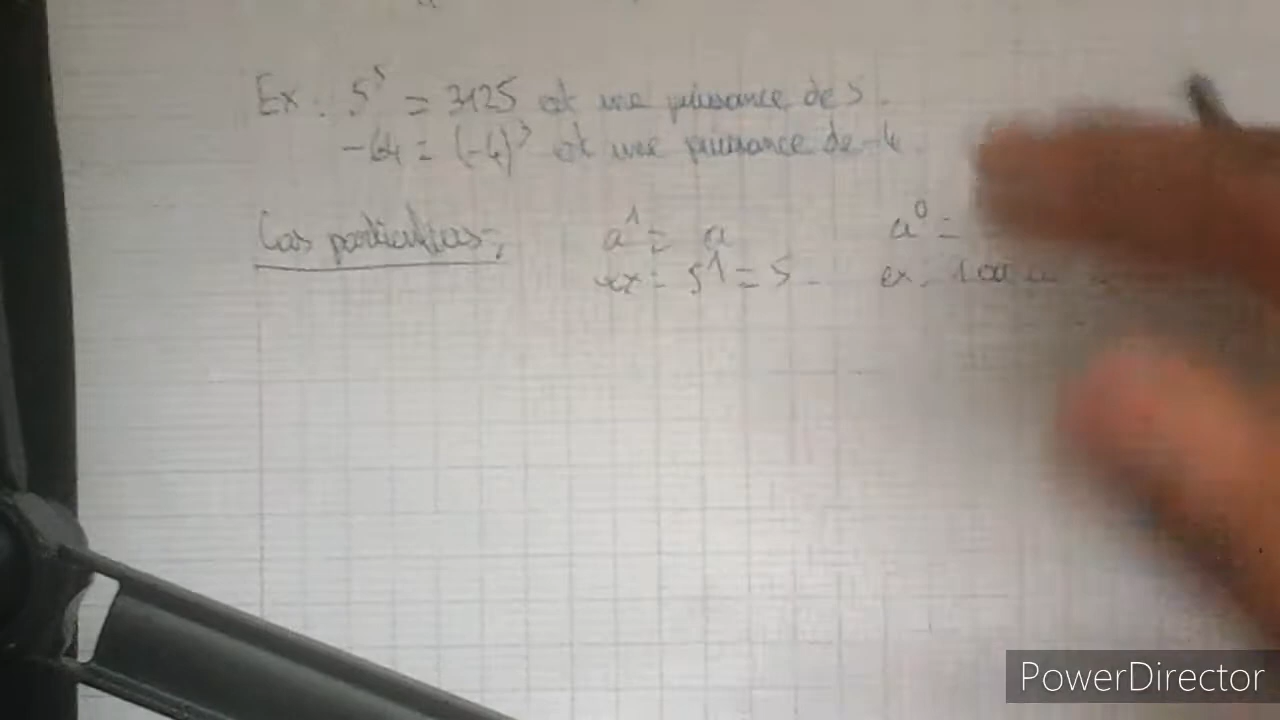 Ex : 5⁵ = 3125 est une puissance de 5.
-64 = (-4)³ est une puissance de -4.
Cas particuliers : a¹ = a a⁰ =
ex : 5¹ = 5. ex :
PowerDirector